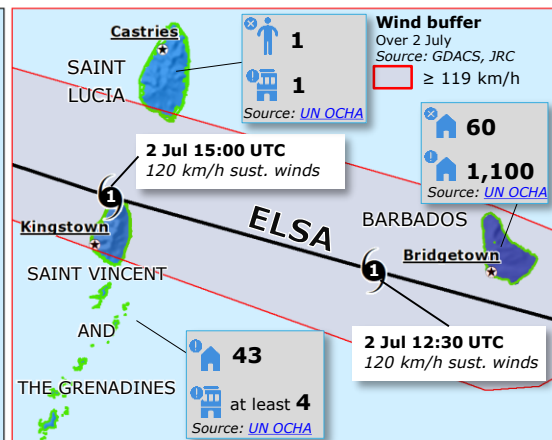 Castries
SAINT
LUCIA
1
1
Source: UN OCHA
Wind buffer
Over 2 July
Source: GDACS, JRC
≥ 119 km/h
60
1,100
Source: UN OCHA
2 Jul 15:00 UTC
120 km/h sust. winds
1
Kingstown
ELSA
BARBADOS
Bridgetown
1
SAINT VINCENT
AND
THE GRENADINES
2 Jul 12:30 UTC
120 km/h sust. winds
43
at least 4
Source: UN OCHA